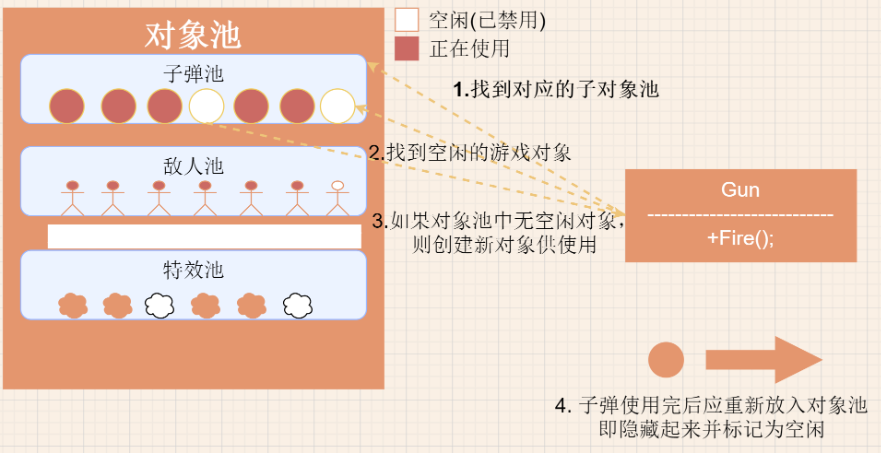 对象池
空闲(已禁用)
正在使用
子弹池
1.找到对应的子对象池
2.找到空闲的游戏对象
敌人池
Gun
---------------------------
+Fire();
3.如果对象池中无空闲对象，
则创建新对象供使用
特效池
4. 子弹使用完后应重新放入对象池
即隐藏起来并标记为空闲